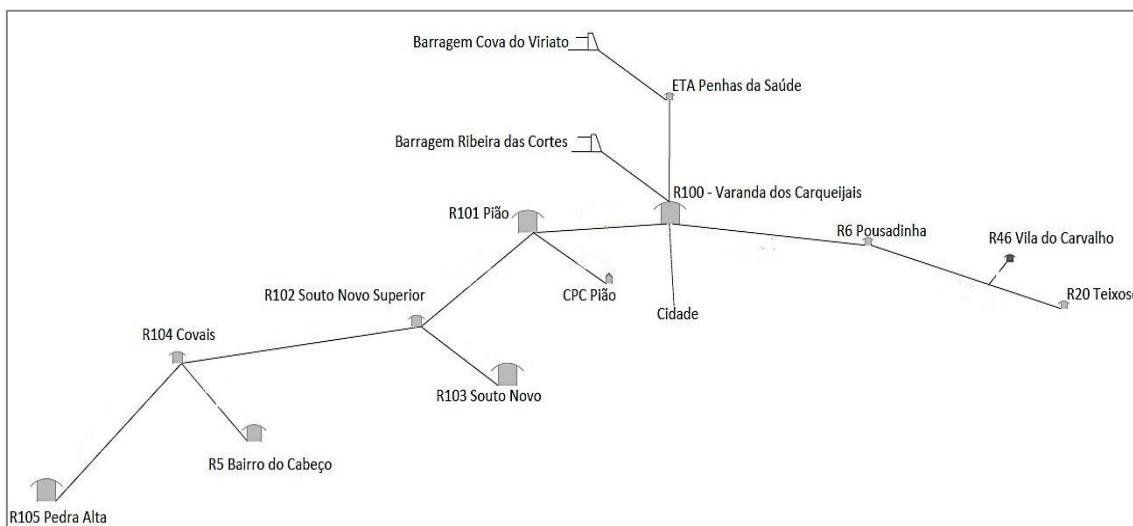 Barragem Cova do Viriato
ETA Penhas da Saúde
Barragem Ribeira das Cortes
R100 - Varanda dos Carqueijais
R101 Pião
R6 Pousadinha
R46 Vila do Carvalho
CPC Pião
R102 Souto Novo Superior
Cidade
R20 Teixoso
R104 Covais
R103 Souto Novo
R5 Bairro do Cabeço
R105 Pedra Alta